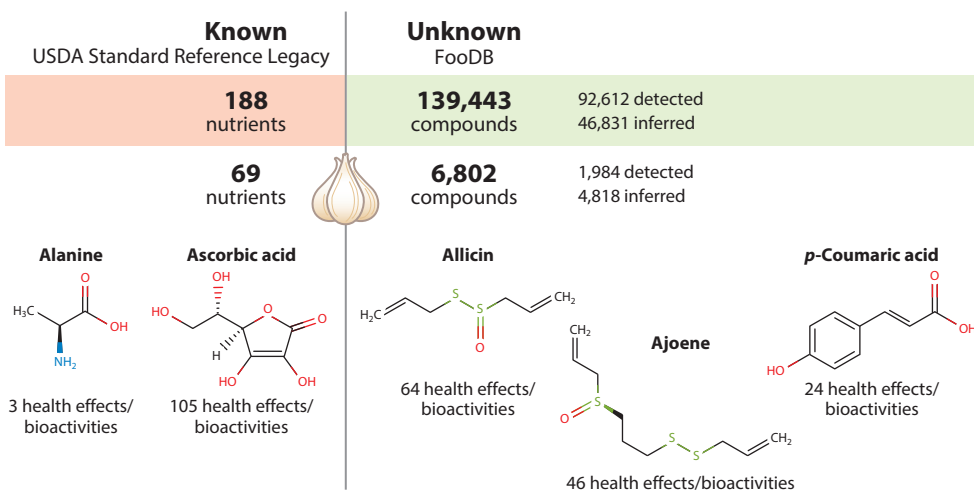 Known
USDA Standard Reference Legacy
Unknown
FooDB
188
nutrients
139,443
compounds
92,612 detected
46,831 inferred
69
nutrients
6,802
compounds
1,984 detected
4,818 inferred
Alanine
O
H₃C
OH
NH₂
3 health effects/
bioactivities
Ascorbic acid
OH
HO
O
O
H
HO
OH
105 health effects/
bioactivities
Allicin
S
CH₂
H₂C
S
O
64 health effects/
bioactivities
Ajoene
CH₂
S
O
S
CH₂
S
46 health effects/bioactivities
p-Coumaric acid
O
OH
HO
24 health effects/
bioactivities